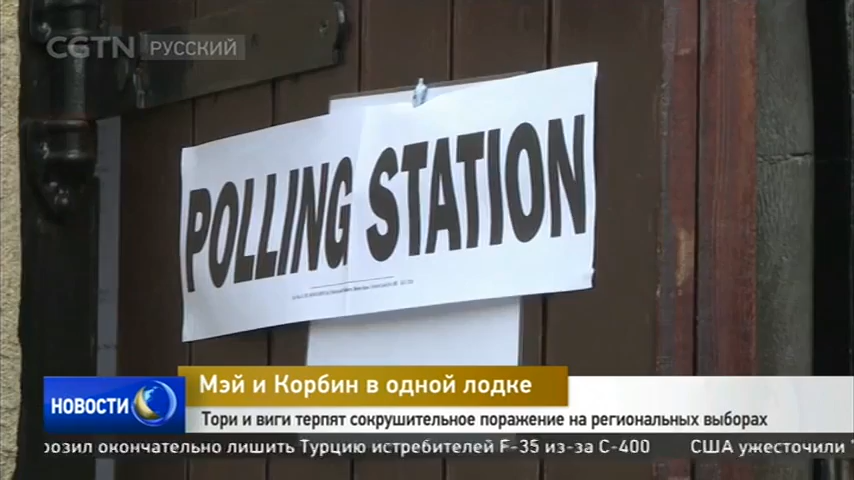 CGTN РУССКИЙ
POLLING STATION
Мэй и Корбин в одной лодке
НОВОСТИ
Тори и виги терпят сокрушительное поражение на региональных выборах
розил окончательно лишить Турцию истребителей F-35 из-за С-400 США ужесточили